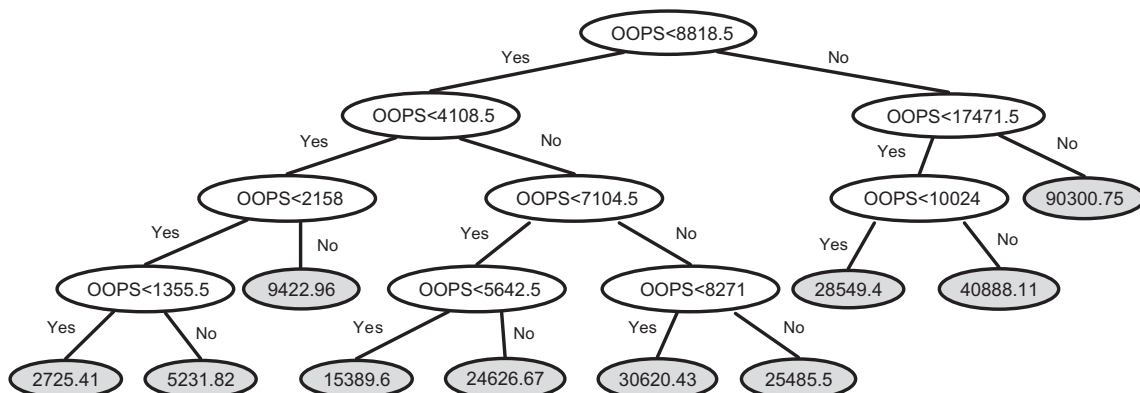 OOPS<8818.5
Yes
No
OOPS<4108.5
OOPS<17471.5
Yes
No
Yes
No
OOPS<2158
OOPS<7104.5
OOPS<10024
90300.75
Yes
No
Yes
No
Yes
No
OOPS<1355.5
9422.96
OOPS<5642.5
OOPS<8271
28549.4
40888.11
Yes
No
Yes
No
Yes
No
2725.41
5231.82
15389.6
24626.67
30620.43
25485.5